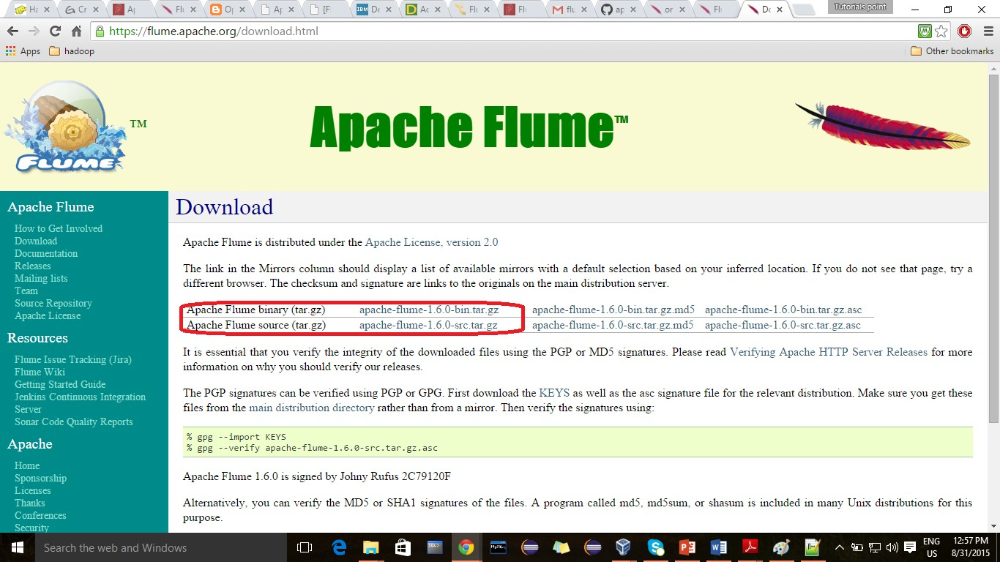 Ha
G Cr
Ap
Flu
Op
Ap
[F
IBM De
D Ac
Flu
Flu
flu
ap
or
Flu
Do
Tutorials point
https://flume.apache.org/download.html
Apps hadoop Other bookmarks
FLUME TM
Apache Flume™
Apache Flume
How to Get Involved
Download
Documentation
Releases
Mailing lists
Team
Source Repository
Apache License
Resources
Flume Issue Tracking (Jira)
Flume Wiki
Getting Started Guide
Jenkins Continuous Integration
Server
Sonar Code Quality Reports
Apache
Home
Sponsorship
Licenses
Thanks
Conferences
Security
Download
Apache Flume is distributed under the Apache License, version 2.0
The link in the Mirrors column should display a list of available mirrors with a default selection based on your inferred location. If you do not see that page, try a
different browser. The checksum and signature are links to the originals on the main distribution server.
Apache Flume binary (tar.gz) apache-flume-1.6.0-bin.tar.gz apache-flume-1.6.0-bin.tar.gz.md5 apache-flume-1.6.0-bin.tar.gz.asc
Apache Flume source (tar.gz) apache-flume-1.6.0-src.tar.gz apache-flume-1.6.0-src.tar.gz.md5 apache-flume-1.6.0-src.tar.gz.asc
It is essential that you verify the integrity of the downloaded files using the PGP or MD5 signatures. Please read Verifying Apache HTTP Server Releases for more
information on why you should verify our releases.
The PGP signatures can be verified using PGP or GPG. First download the KEYS as well as the asc signature file for the relevant distribution. Make sure you get these
files from the main distribution directory rather than from a mirror. Then verify the signatures using:
% gpg --import KEYS
% gpg --verify apache-flume-1.6.0-src.tar.gz.asc
Apache Flume 1.6.0 is signed by Johny Rufus 2C79120F
Alternatively, you can verify the MD5 or SHA1 signatures of the files. A program called md5, md5sum, or shasum is included in many Unix distributions for this
purpose.
Search the web and Windows
ENG
US
12:57 PM
8/31/2015